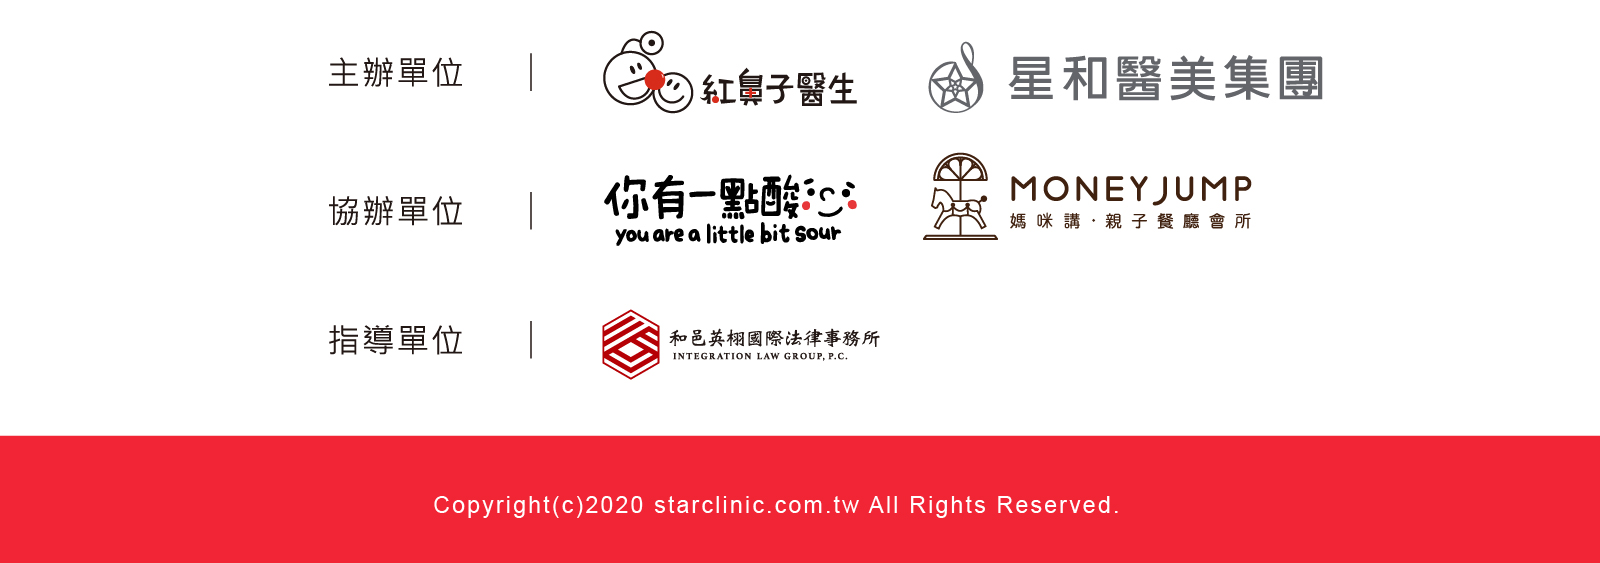 主辦單位
紅鼻子醫生
星和醫美集團
協辦單位
你有一點酸
you are a little bit sour
MONEY JUMP
媽咪講·親子餐廳會所
指導單位
和邑英栩國際法律事務所
INTEGRATION LAW GROUP, P.C.
Copyright(c)2020 starclinic.com.tw All Rights Reserved.